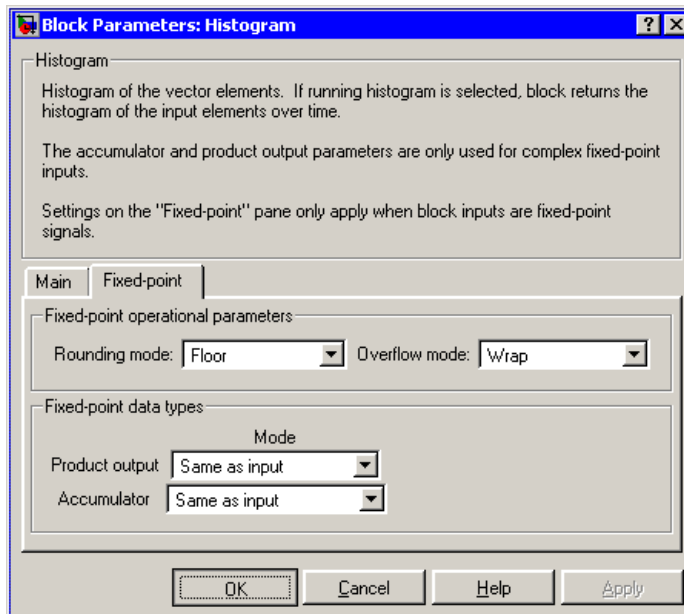 Block Parameters: Histogram
Histogram
Histogram of the vector elements.  If running histogram is selected, block returns the
histogram of the input elements over time.
The accumulator and product output parameters are only used for complex fixed-point
inputs.
Settings on the "Fixed-point" pane only apply when block inputs are fixed-point
signals.
Main Fixed-point
Fixed-point operational parameters
Rounding mode: Floor Overflow mode: Wrap
Fixed-point data types
Mode
Product output Same as input
Accumulator Same as input
OK Cancel Help Apply